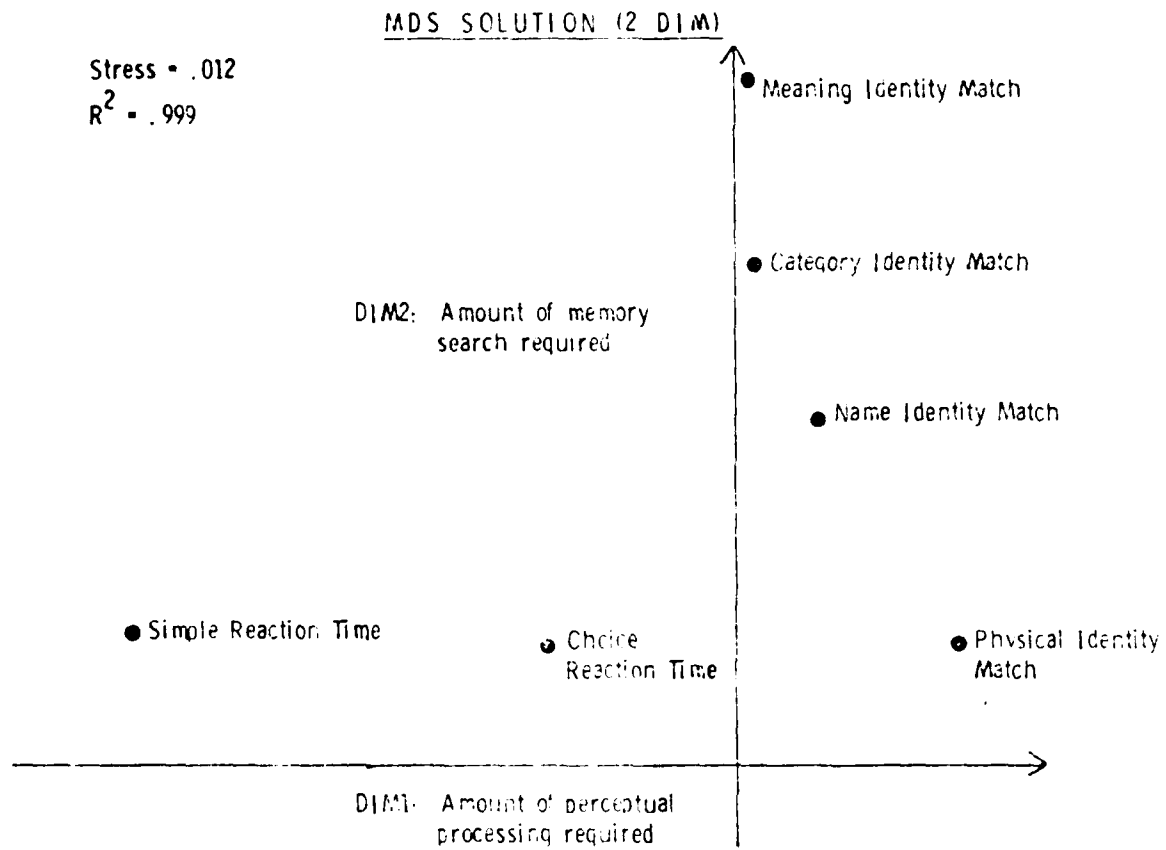 MDS SOLUTION (2 DIM)
Stress = .012
R² = .999
Meaning Identity Match
Category Identity Match
DIM2: Amount of memory
search required
Name Identity Match
Simple Reaction Time
Choice
Reaction Time
Physical Identity
Match
DIM1: Amount of perceptual
processing required